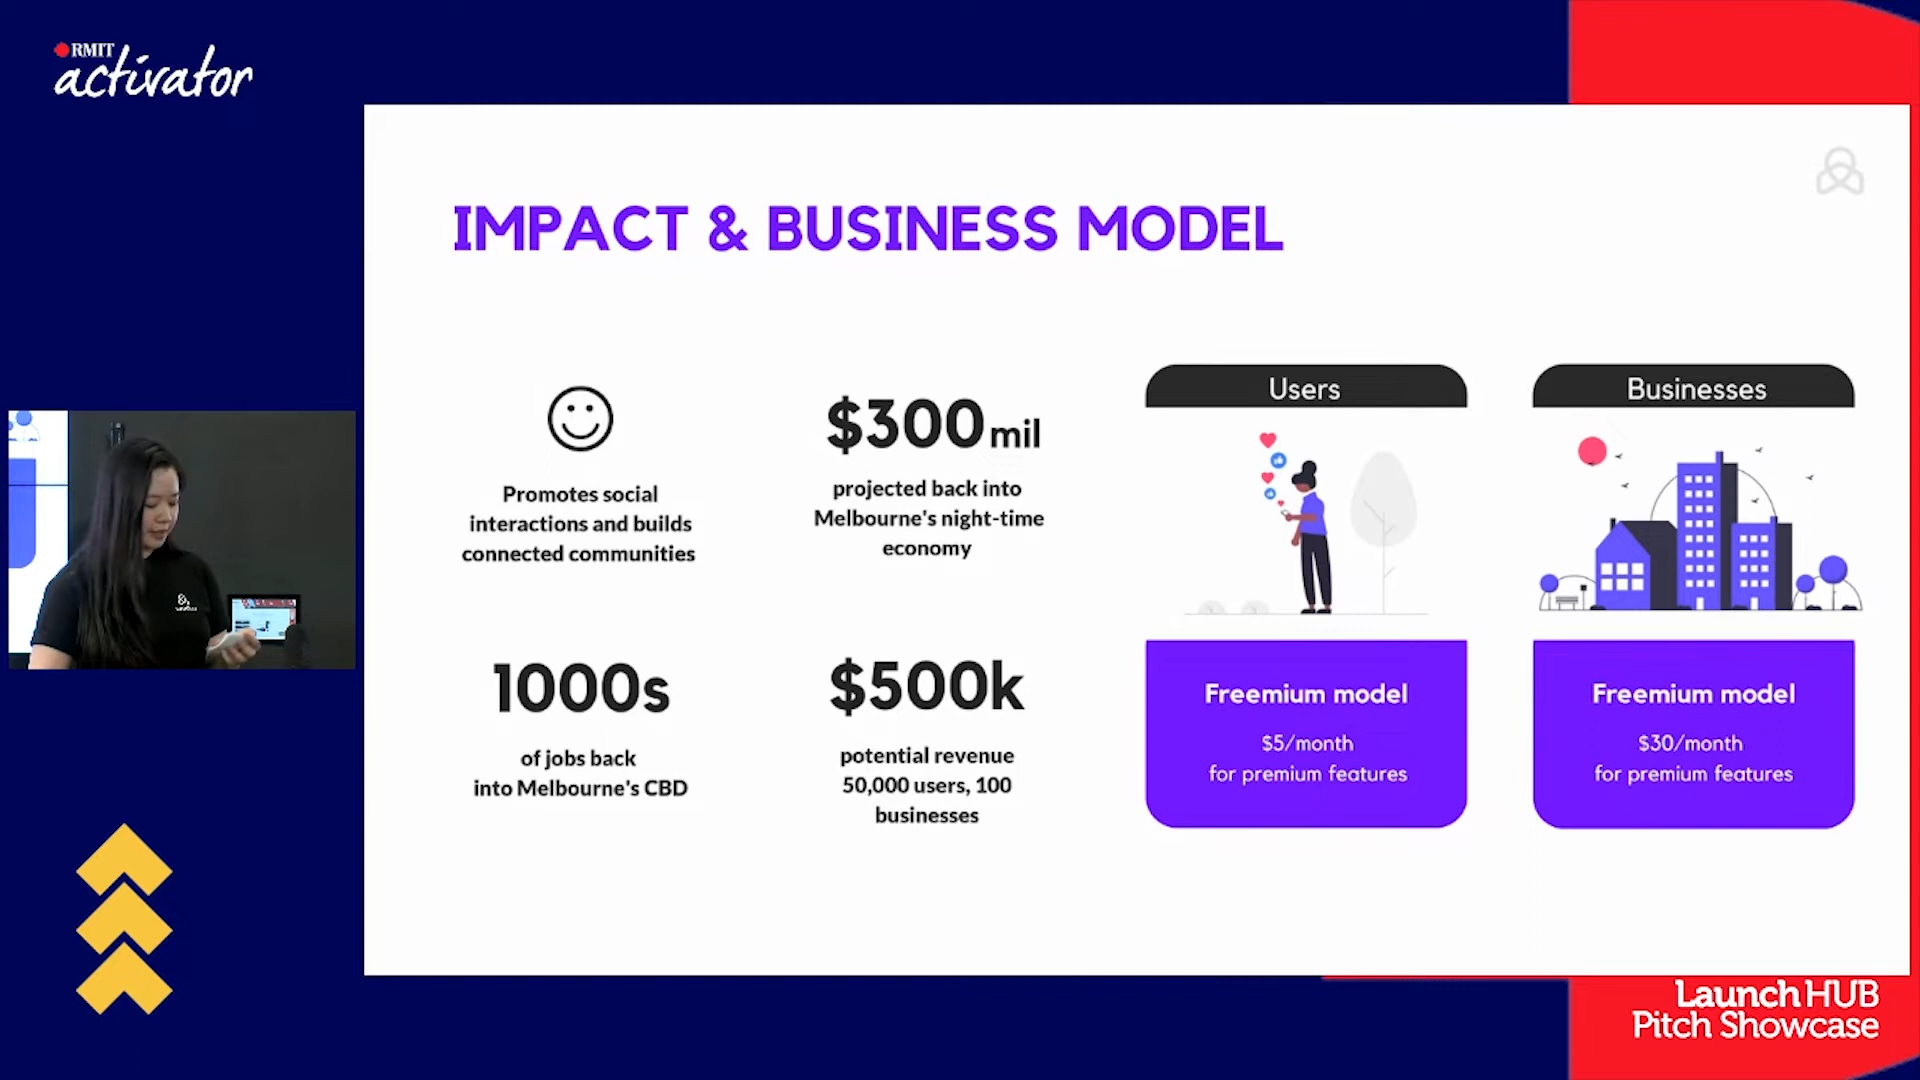 RMIT
activator
IMPACT & BUSINESS MODEL
Promotes social
interactions and builds
connected communities
$300 mil
projected back into
Melbourne's night-time
economy
1000s
of jobs back
into Melbourne's CBD
$500k
potential revenue
50,000 users, 100
businesses
Users
Freemium model
$5/month
for premium features
Businesses
Freemium model
$30/month
for premium features
Launch HUB
Pitch Showcase